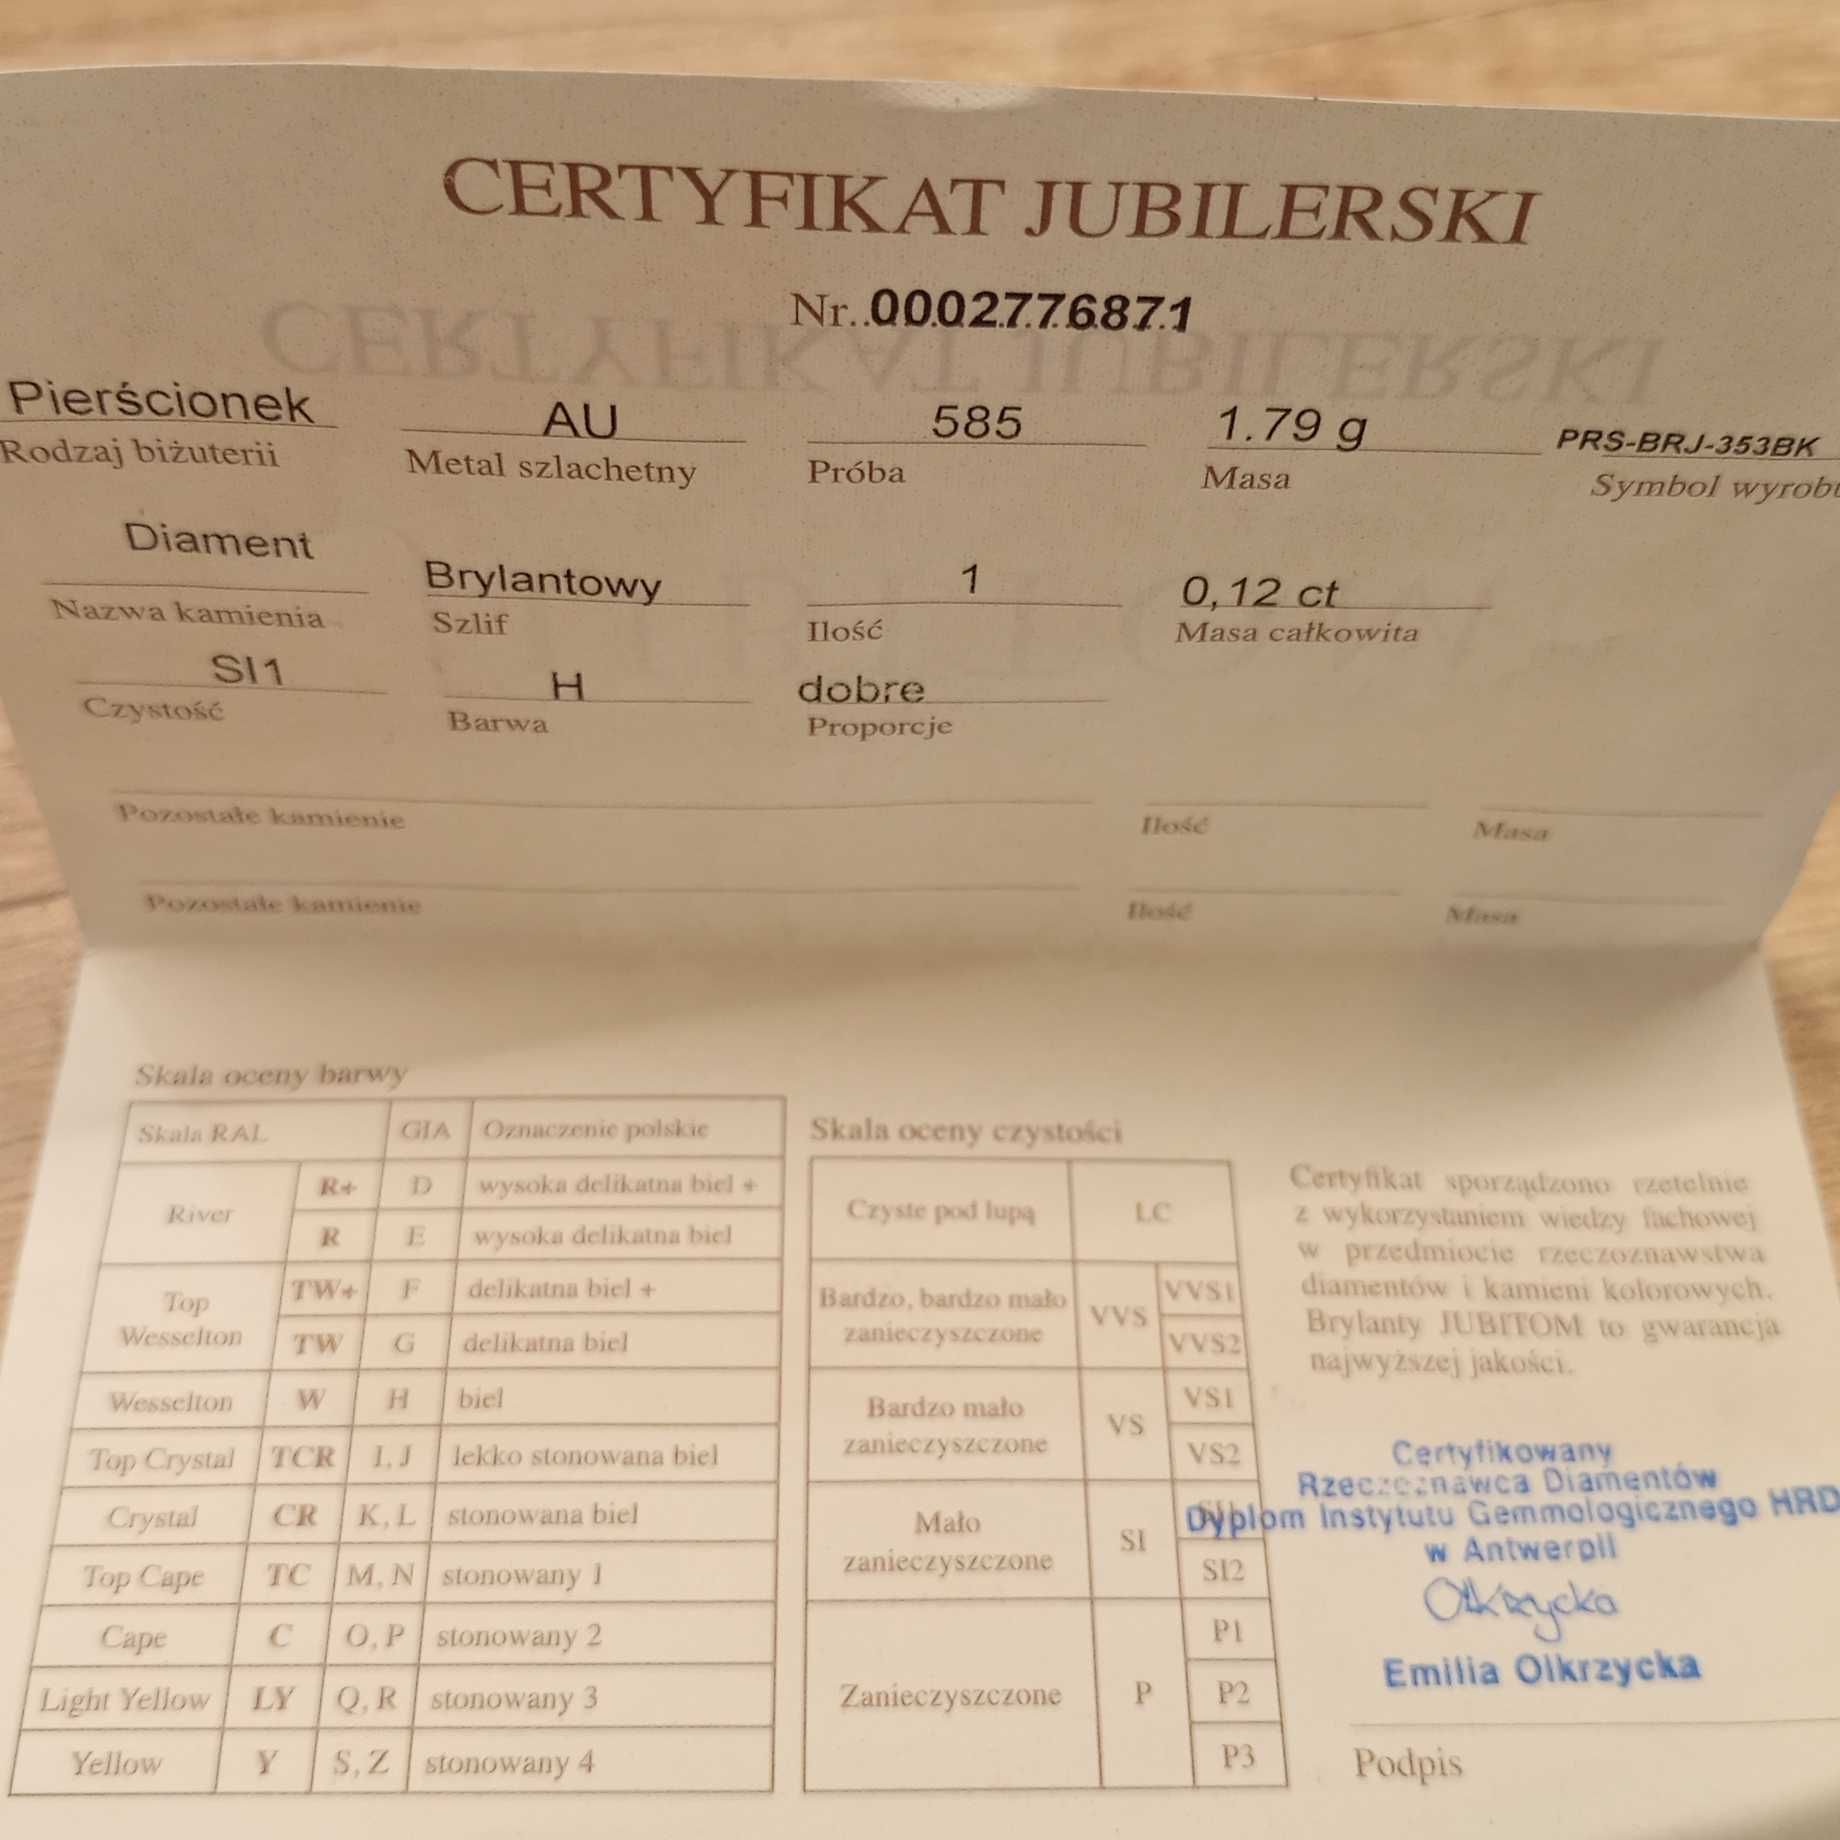 CERTYFIKAT JUBILERSKI
Nr. 0002776871
Pierścionek AU 585 1.79 g PRS-BRJ-353BK
Rodzaj biżuterii Metal szlachetny Próba Masa Symbol wyrobu
Diament Brylantowy 1 0,12 ct
Nazwa kamienia Szlif Ilość Masa całkowita
SI1 H dobre
Czystość Barwa Proporcje
Pozostałe kamienie Ilość Masa
Pozostałe kamienie Ilość Masa
Skala oceny barwy
Skala RAL GIA Oznaczenie polskie
River R+ D wysoka delikatna biel +
R E wysoka delikatna biel
Top Wesselton TW+ F delikatna biel +
TW G delikatna biel
Wesselton W H biel
Top Crystal TCR I, J lekko stonowana biel
Crystal CR K, L stonowana biel
Top Cape TC M, N stonowany 1
Cape C O, P stonowany 2
Light Yellow LY Q, R stonowany 3
Yellow Y S, Z stonowany 4
Skala oceny czystości
Czyste pod lupą LC
Bardzo, bardzo mało zanieczyszczone VVS VVS1
VVS2
Bardzo mało zanieczyszczone VS VS1
VS2
Mało zanieczyszczone SI SI1
SI2
Zanieczyszczone P P1
P2
P3
Certyfikat sporządzono rzetelnie
z wykorzystaniem wiedzy fachowej
w przedmiocie rzeczoznawstwa
diamentów i kamieni kolorowych.
Brylanty JUBITOM to gwarancja
najwyższej jakości.
Certyfikowany
Rzeczoznawca Diamentów
Dyplom Instytutu Gemmologicznego HRD
w Antwerpii
Olkrzycka
Emilia Olkrzycka
Podpis